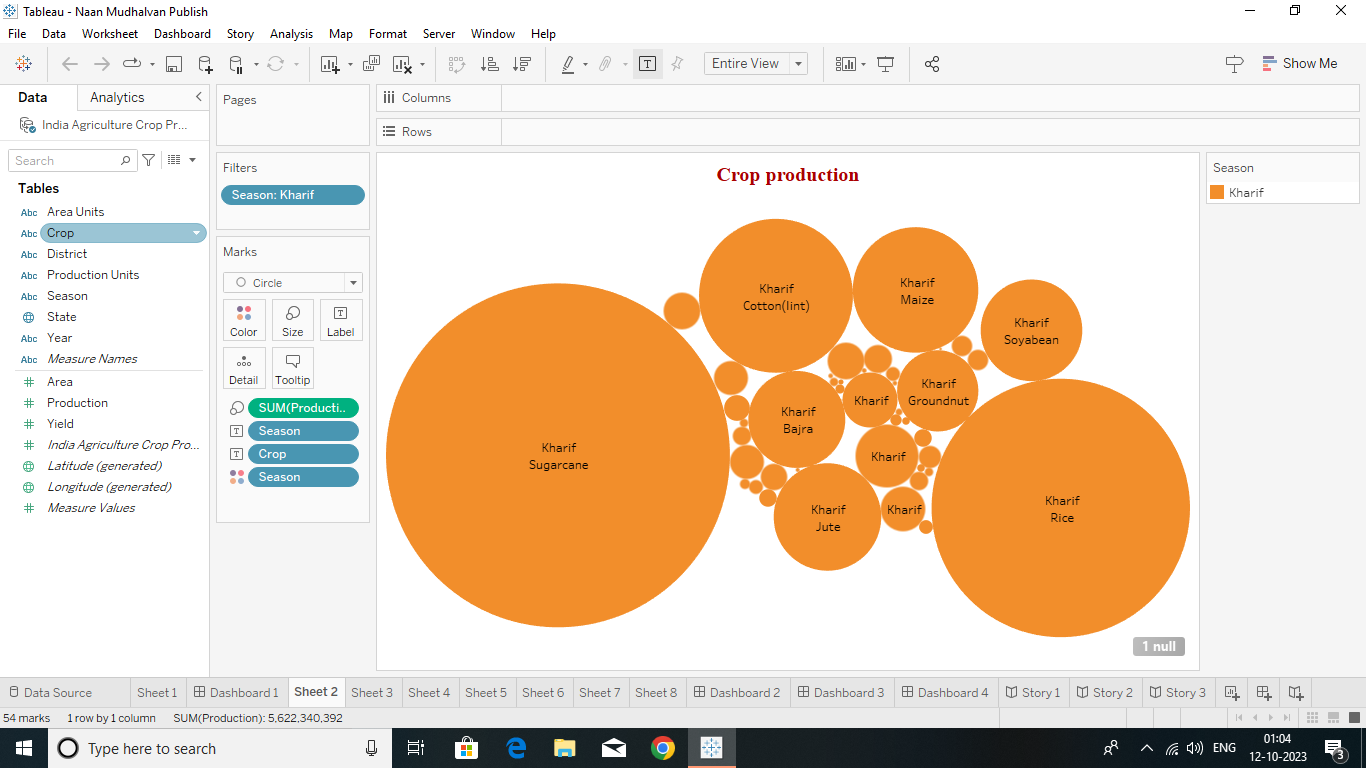 Tableau - Naan Mudhalvan Publish
File Data Worksheet Dashboard Story Analysis Map Format Server Window Help
Entire View
Show Me
Data Analytics
India Agriculture Crop Pr...
Search
Tables
Abc Area Units
Abc Crop
Abc District
Abc Production Units
Abc Season
State
Abc Year
Abc Measure Names
Area
Production
Yield
India Agriculture Crop Pro...
Latitude (generated)
Longitude (generated)
Measure Values
Pages
Filters
Season: Kharif
Marks
Circle
Color Size Label
Detail Tooltip
SUM(Producti..
Season
Crop
Season
Columns
Rows
Crop production
Kharif
Sugarcane
Kharif
Cotton(lint)
Kharif
Maize
Kharif
Soyabean
Kharif
Bajra
Kharif
Kharif
Groundnut
Kharif
Kharif
Jute
Kharif
Kharif
Rice
1 null
Season
Kharif
Data Source Sheet 1 Dashboard 1 Sheet 2 Sheet 3 Sheet 4 Sheet 5 Sheet 6 Sheet 7 Sheet 8 Dashboard 2 Dashboard 3 Dashboard 4 Story 1 Story 2 Story 3
54 marks 1 row by 1 column SUM(Production): 5,622,340,392
Type here to search
ENG
01:04
12-10-2023
3